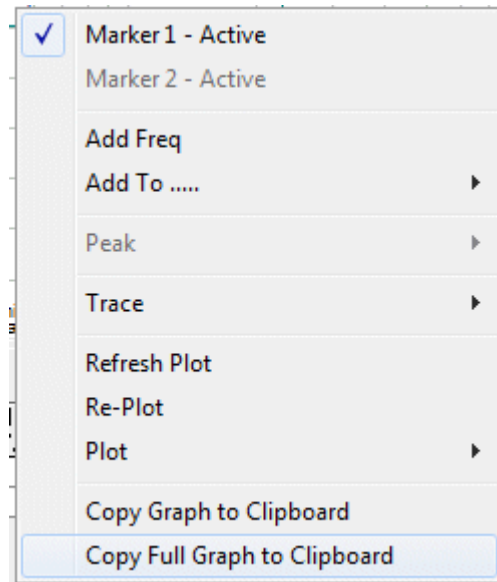 Marker 1 - Active
Marker 2 - Active
Add Freq
Add To .....
Peak
Trace
Refresh Plot
Re-Plot
Plot
Copy Graph to Clipboard
Copy Full Graph to Clipboard